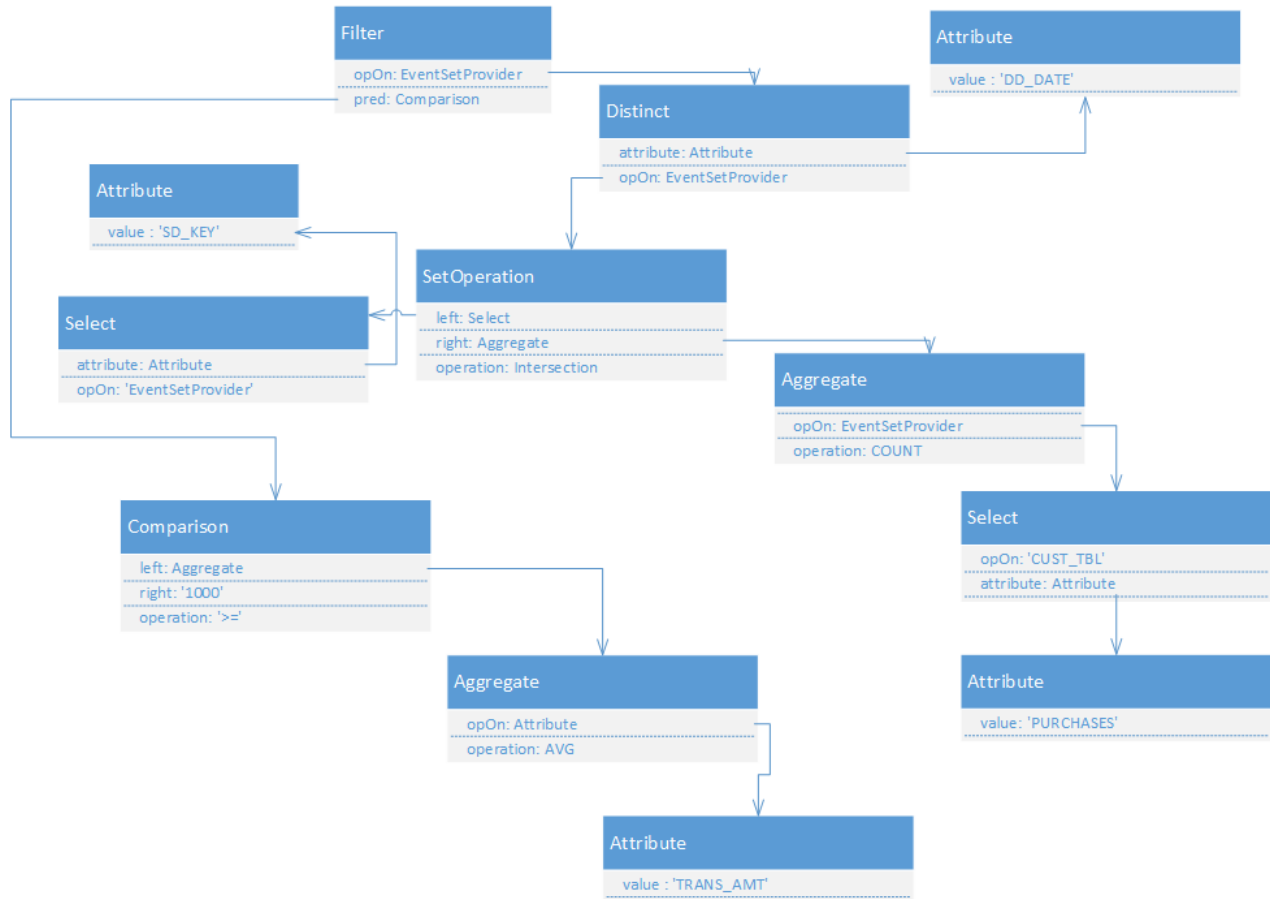 Filter
opOn: EventSetProvider
pred: Comparison
Attribute
value : 'DD_DATE'
Distinct
attribute: Attribute
opOn: EventSetProvider
Attribute
value : 'SD_KEY'
SetOperation
left: Select
right: Aggregate
operation: Intersection
Select
attribute: Attribute
opOn: 'EventSetProvider'
Aggregate
opOn: EventSetProvider
operation: COUNT
Select
opOn: 'CUST_TBL'
attribute: Attribute
Comparison
left: Aggregate
right: '1000'
operation: '>='
Aggregate
opOn: Attribute
operation: AVG
Attribute
value: 'PURCHASES'
Attribute
value : 'TRANS_AMT'